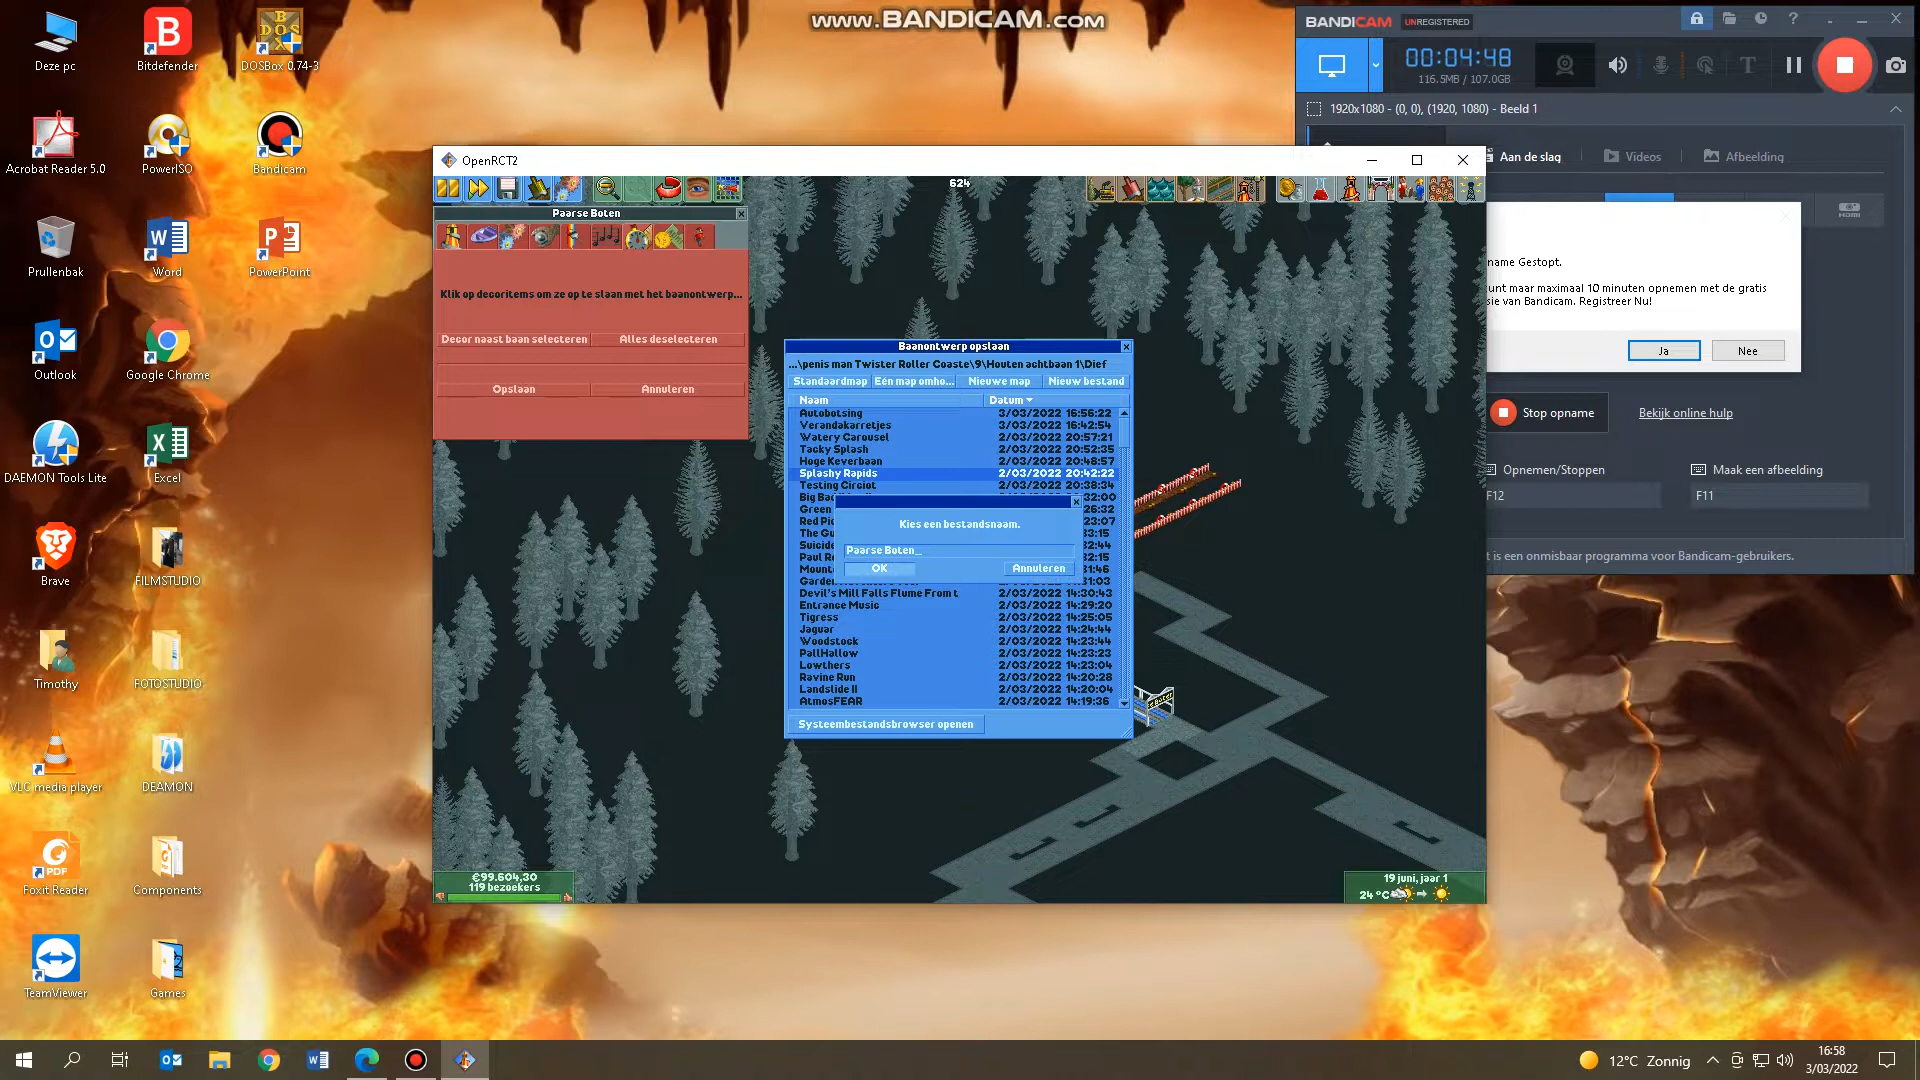 www.BANDICAM.com
Deze pc
Bitdefender
DOSBox 0.74-3
Acrobat Reader 5.0
PowerISO
Bandicam
Prullenbak
Word
PowerPoint
Outlook
Google Chrome
DAEMON Tools Lite
Excel
Brave
FILMSTUDIO
Timothy
FOTOSTUDIO
VLC media player
DEAMON
Foxit Reader
Components
TeamViewer
Games
OpenRCT2
624
Paarse Boten
Klik op decoritems om ze op te slaan met het baanontwerp...
Decor naast baan selecteren
Alles deselecteren
Opslaan
Annuleren
Baanontwerp opslaan
...\penis man Twister Roller Coaste\9\Houten achtbaan 1\Dief
Standaardmap
Eén map omho...
Nieuwe map
Nieuw bestand
Naam
Datum
Autobotsing 3/03/2022 16:56:22
Verandakarretjes 3/03/2022 16:42:54
Watery Carousel 2/03/2022 20:57:21
Tacky Splash 2/03/2022 20:52:35
Hoge Keverbaan 2/03/2022 20:48:57
Splashy Rapids 2/03/2022 20:42:22
Testing Circiot 2/03/2022 20:38:34
Kies een bestandsnaam.
Paarse Boten_
OK
Annuleren
Devil's Mill Falls Flume From t 2/03/2022 14:30:43
Entrance Music 2/03/2022 14:29:20
Tigress 2/03/2022 14:25:05
Jaguar 2/03/2022 14:24:44
Woodstock 2/03/2022 14:23:44
PallHallow 2/03/2022 14:23:23
Lowthers 2/03/2022 14:23:04
Ravine Run 2/03/2022 14:20:28
Landslide II 2/03/2022 14:20:04
AtmosFEAR 2/03/2022 14:19:36
Systeembestandsbrowser openen
€99.604,30
119 bezoekers
19 juni, jaar 1
24 °C
BANDICAM UNREGISTERED
00:04:48
116.5MB / 107.0GB
1920x1080 - (0, 0), (1920, 1080) - Beeld 1
Aan de slag
Videos
Afbeelding
HDMI
name Gestopt.
unt maar maximaal 10 minuten opnemen met de gratis
sie van Bandicam. Registreer Nu!
Ja
Nee
Stop opname
Bekijk online hulp
Opnemen/Stoppen
Maak een afbeelding
F12
F11
t is een onmisbaar programma voor Bandicam-gebruikers.
12°C Zonnig
16:58
3/03/2022